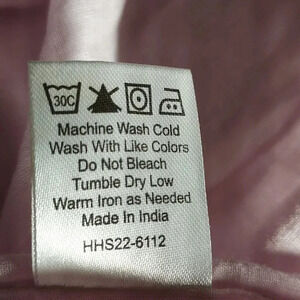 30C
Machine Wash Cold
Wash With Like Colors
Do Not Bleach
Tumble Dry Low
Warm Iron as Needed
Made In India
HHS22-6112